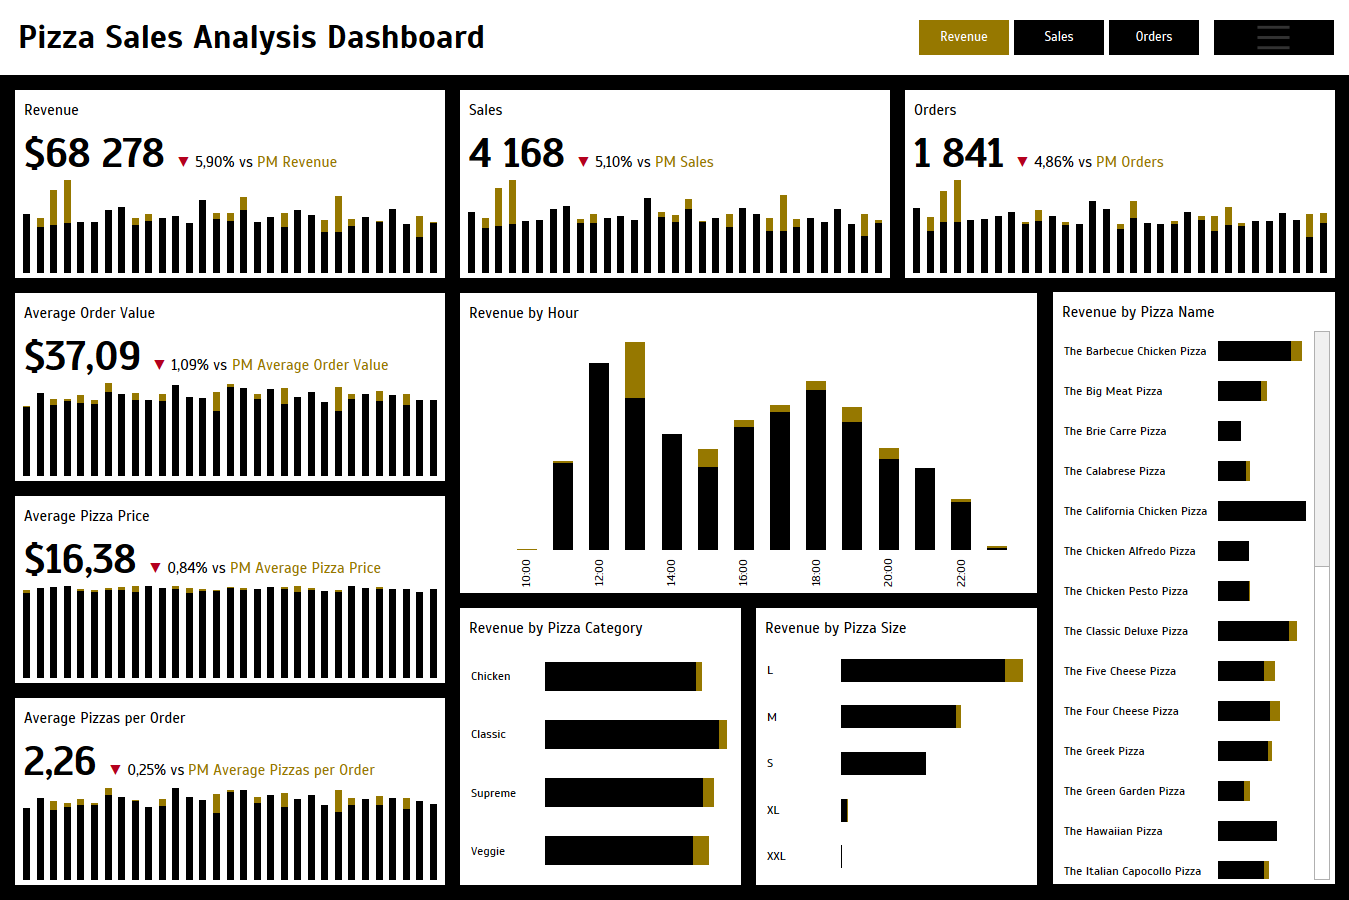 Pizza Sales Analysis Dashboard
Revenue
Sales
Orders
Revenue
$68 278 ▼ 5,90% vs PM Revenue
Sales
4 168 ▼ 5,10% vs PM Sales
Orders
1 841 ▼ 4,86% vs PM Orders
Average Order Value
$37,09 ▼ 1,09% vs PM Average Order Value
Average Pizza Price
$16,38 ▼ 0,84% vs PM Average Pizza Price
Average Pizzas per Order
2,26 ▼ 0,25% vs PM Average Pizzas per Order
Revenue by Hour
10:00
12:00
14:00
16:00
18:00
20:00
22:00
Revenue by Pizza Category
Chicken
Classic
Supreme
Veggie
Revenue by Pizza Size
L
M
S
XL
XXL
Revenue by Pizza Name
The Barbecue Chicken Pizza
The Big Meat Pizza
The Brie Carre Pizza
The Calabrese Pizza
The California Chicken Pizza
The Chicken Alfredo Pizza
The Chicken Pesto Pizza
The Classic Deluxe Pizza
The Five Cheese Pizza
The Four Cheese Pizza
The Greek Pizza
The Green Garden Pizza
The Hawaiian Pizza
The Italian Capocollo Pizza